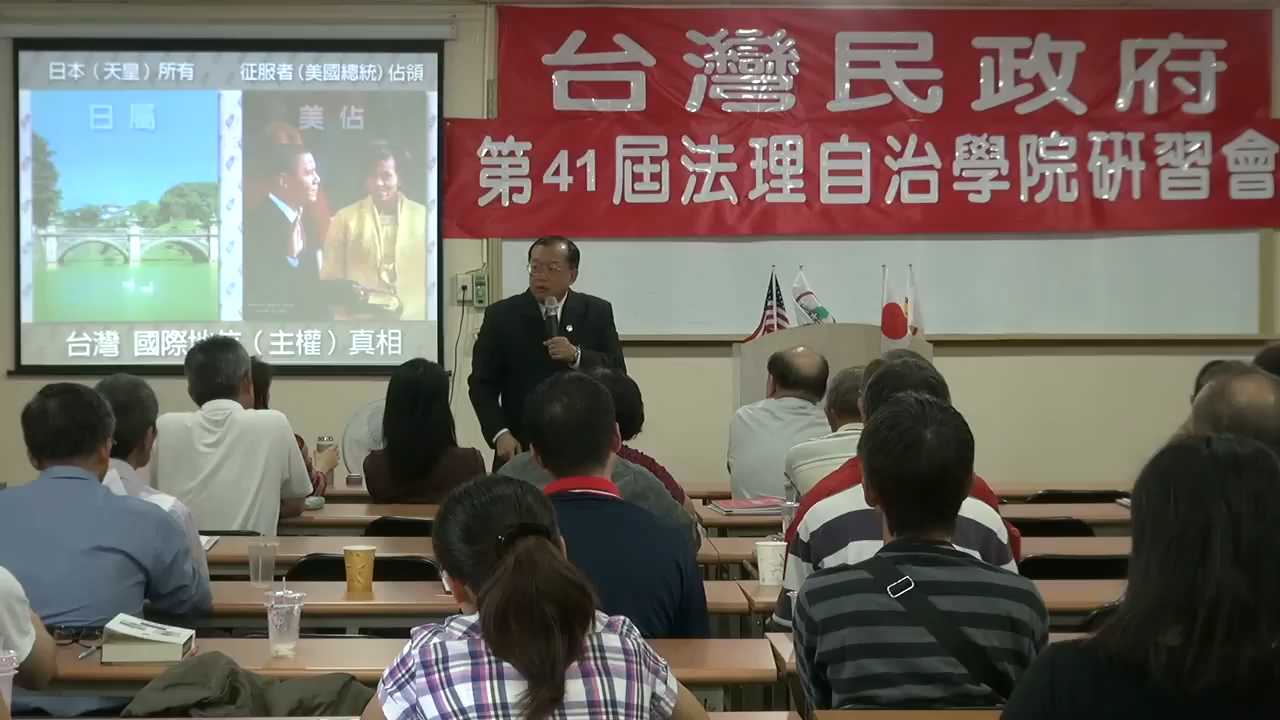 台灣民政府
第41屆法理自治學院研習會
日本（天皇）所有 征服者（美國總統）佔領
日屬 美佔
台灣 國際地位（主權）真相